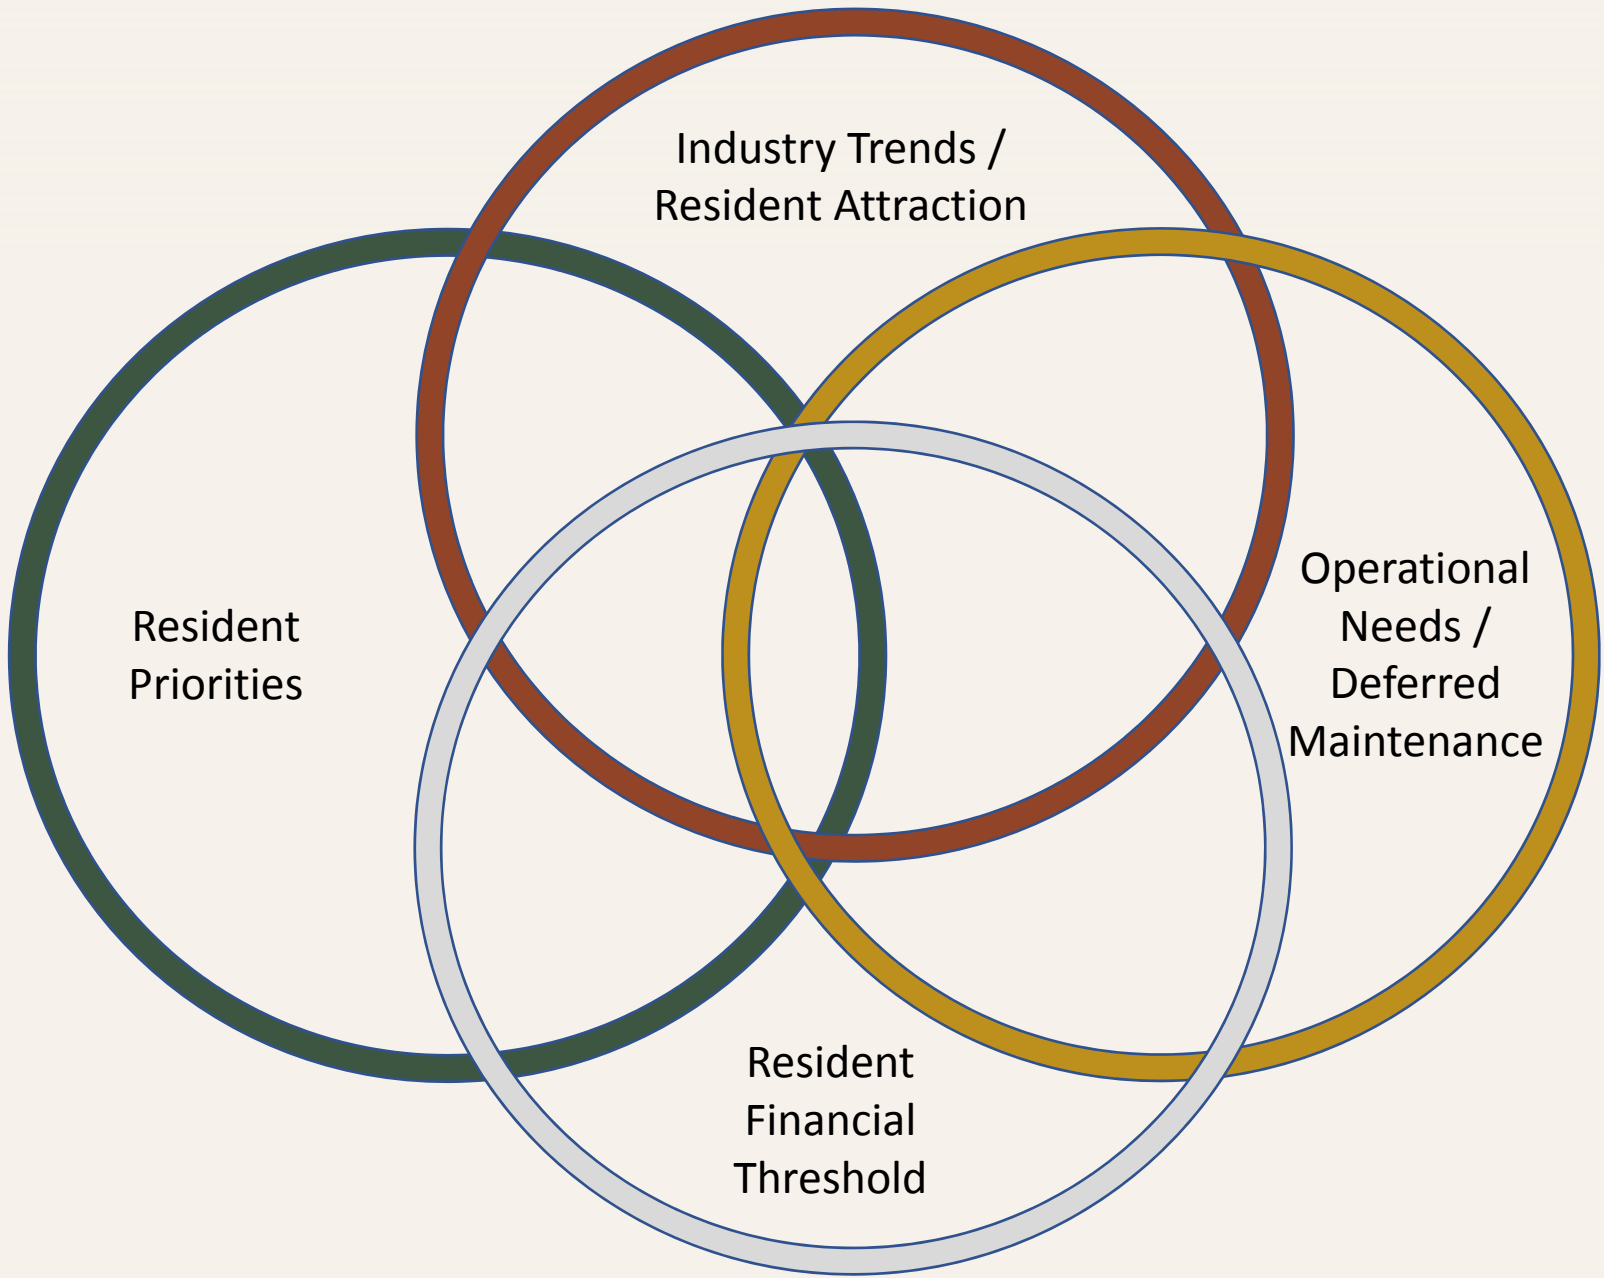 Industry Trends /
Resident Attraction
Resident
Priorities
Operational
Needs /
Deferred
Maintenance
Resident
Financial
Threshold